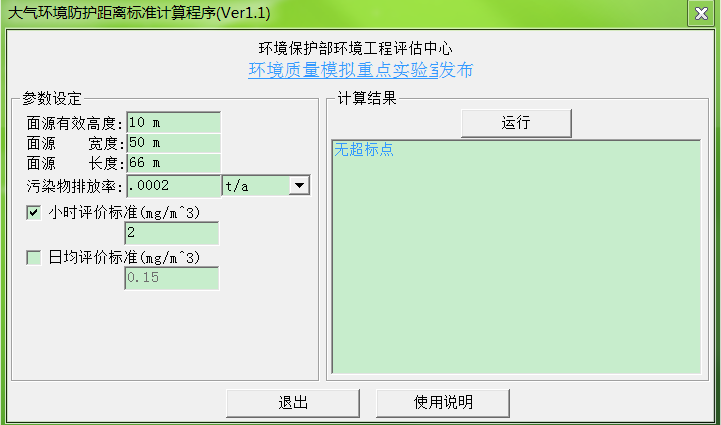 大气环境防护距离标准计算程序(Ver1.1)
环境保护部环境工程评估中心
环境质量模拟重点实验室发布
参数设定
面源有效高度: 10 m
面源 宽度: 50 m
面源 长度: 66 m
污染物排放率: .0002 t/a
小时评价标准(mg/m^3)
2
日均评价标准(mg/m^3)
0.15
计算结果
运行
无超标点
退出
使用说明